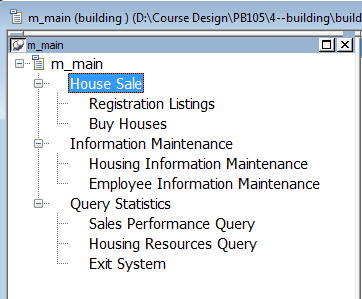 m_main (building ) (D:\Course Design\PB105\4--building\build
m_main
m_main
House Sale
Registration Listings
Buy Houses
Information Maintenance
Housing Information Maintenance
Employee Information Maintenance
Query Statistics
Sales Performance Query
Housing Resources Query
Exit System